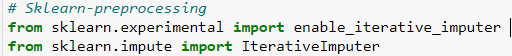 # Sklearn-preprocessing
from sklearn.experimental import enable_iterative_imputer
from sklearn.impute import IterativeImputer